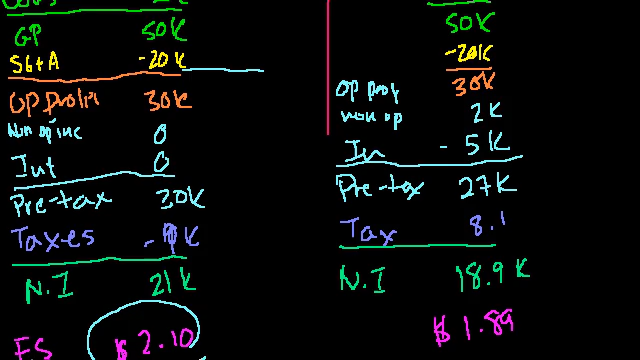 GP 50K
SG+A -20K
Op Profit 30K
Non op inc 0
Int 0
Pre-tax 30K
Taxes -9K
N.I 21K
$ 2.10
50K
-20K
Op prof 30K
non op 2K
In - 5K
Pre-tax 27K
Tax 8.1
N.I 18.9 K
$ 1.89